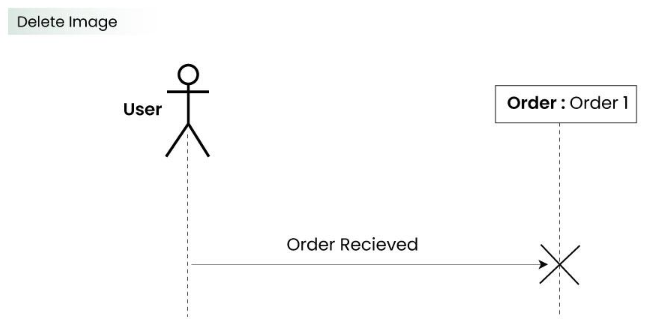 Delete Image
User
Order : Order 1
Order Recieved